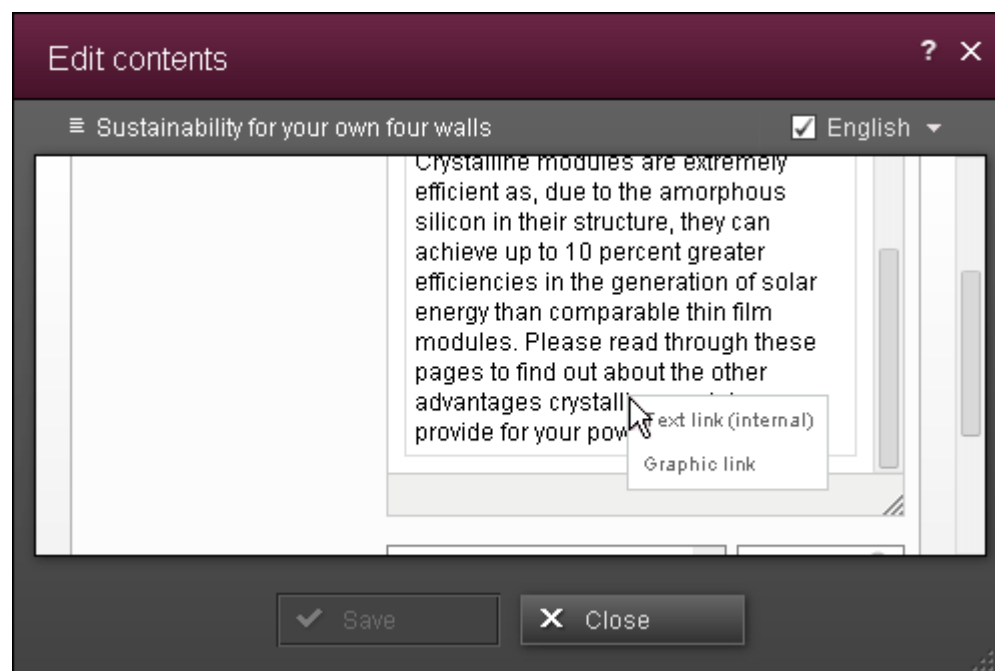 Edit contents
?
Sustainability for your own four walls
English
Crystalline modules are extremely
efficient as, due to the amorphous
silicon in their structure, they can
achieve up to 10 percent greater
efficiencies in the generation of solar
energy than comparable thin film
modules. Please read through these
pages to find out about the other
advantages
provide for your
Text link (internal)
Graphic link
Save
Close